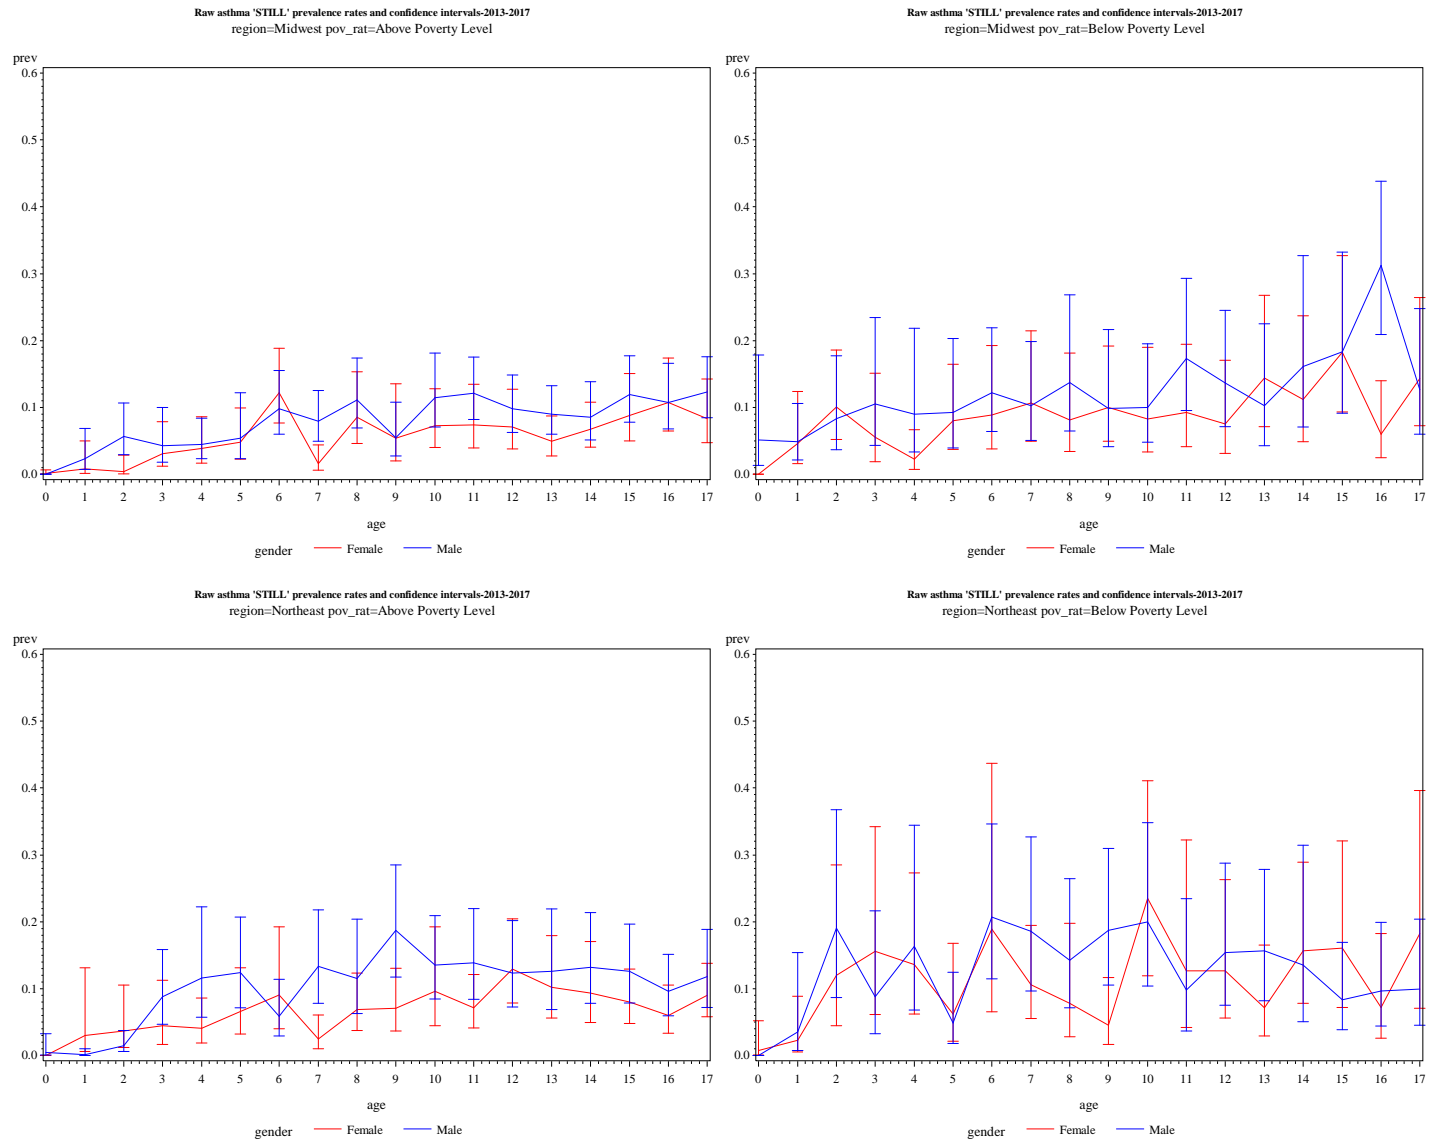 Raw asthma 'STILL' prevalence rates and confidence intervals-2013-2017
region=Midwest pov_rat=Above Poverty Level
prev
0.6
0.5
0.4
0.3
0.2
0.1
0.0
0 1 2 3 4 5 6 7 8 9 10 11 12 13 14 15 16 17
age
gender Female Male
Raw asthma 'STILL' prevalence rates and confidence intervals-2013-2017
region=Midwest pov_rat=Below Poverty Level
prev
0.6
0.5
0.4
0.3
0.2
0.1
0.0
0 1 2 3 4 5 6 7 8 9 10 11 12 13 14 15 16 17
age
gender Female Male
Raw asthma 'STILL' prevalence rates and confidence intervals-2013-2017
region=Northeast pov_rat=Above Poverty Level
prev
0.6
0.5
0.4
0.3
0.2
0.1
0.0
0 1 2 3 4 5 6 7 8 9 10 11 12 13 14 15 16 17
age
gender Female Male
Raw asthma 'STILL' prevalence rates and confidence intervals-2013-2017
region=Northeast pov_rat=Below Poverty Level
prev
0.6
0.5
0.4
0.3
0.2
0.1
0.0
0 1 2 3 4 5 6 7 8 9 10 11 12 13 14 15 16 17
age
gender Female Male